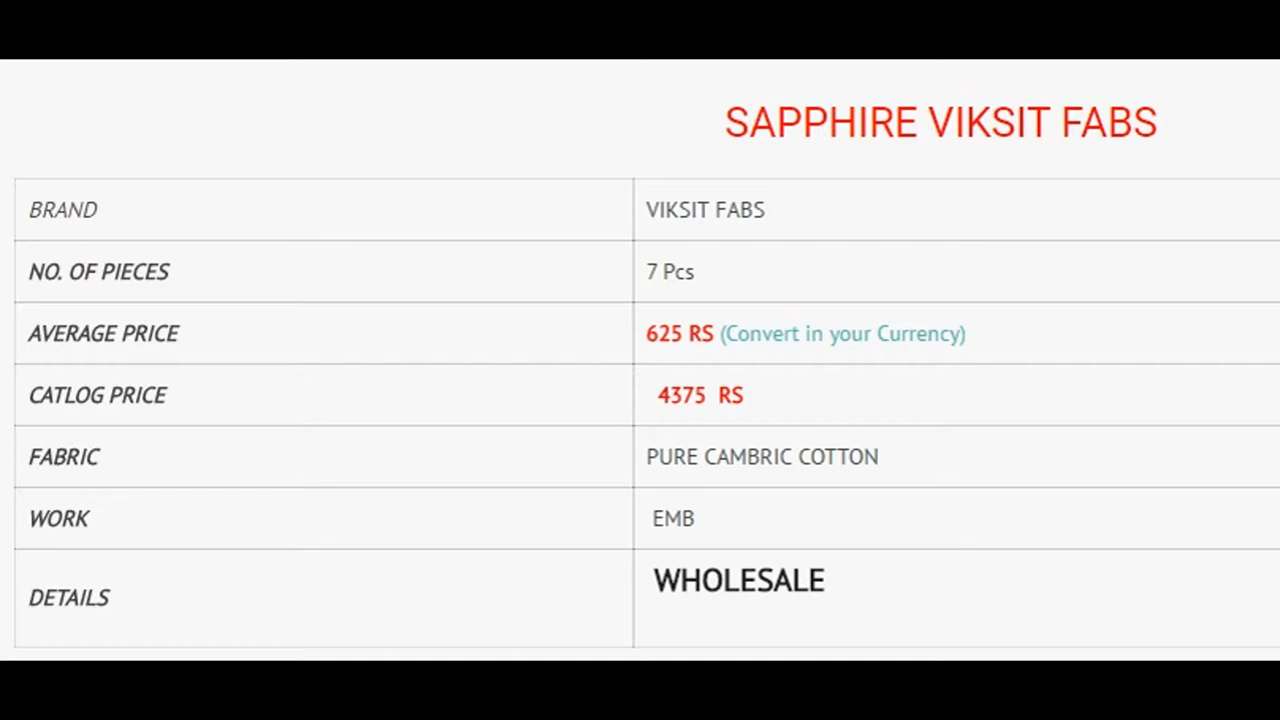 SAPPHIRE VIKSIT FABS
BRAND VIKSIT FABS
NO. OF PIECES 7 Pcs
AVERAGE PRICE 625 RS (Convert in your Currency)
CATLOG PRICE 4375 RS
FABRIC PURE CAMBRIC COTTON
WORK EMB
DETAILS WHOLESALE